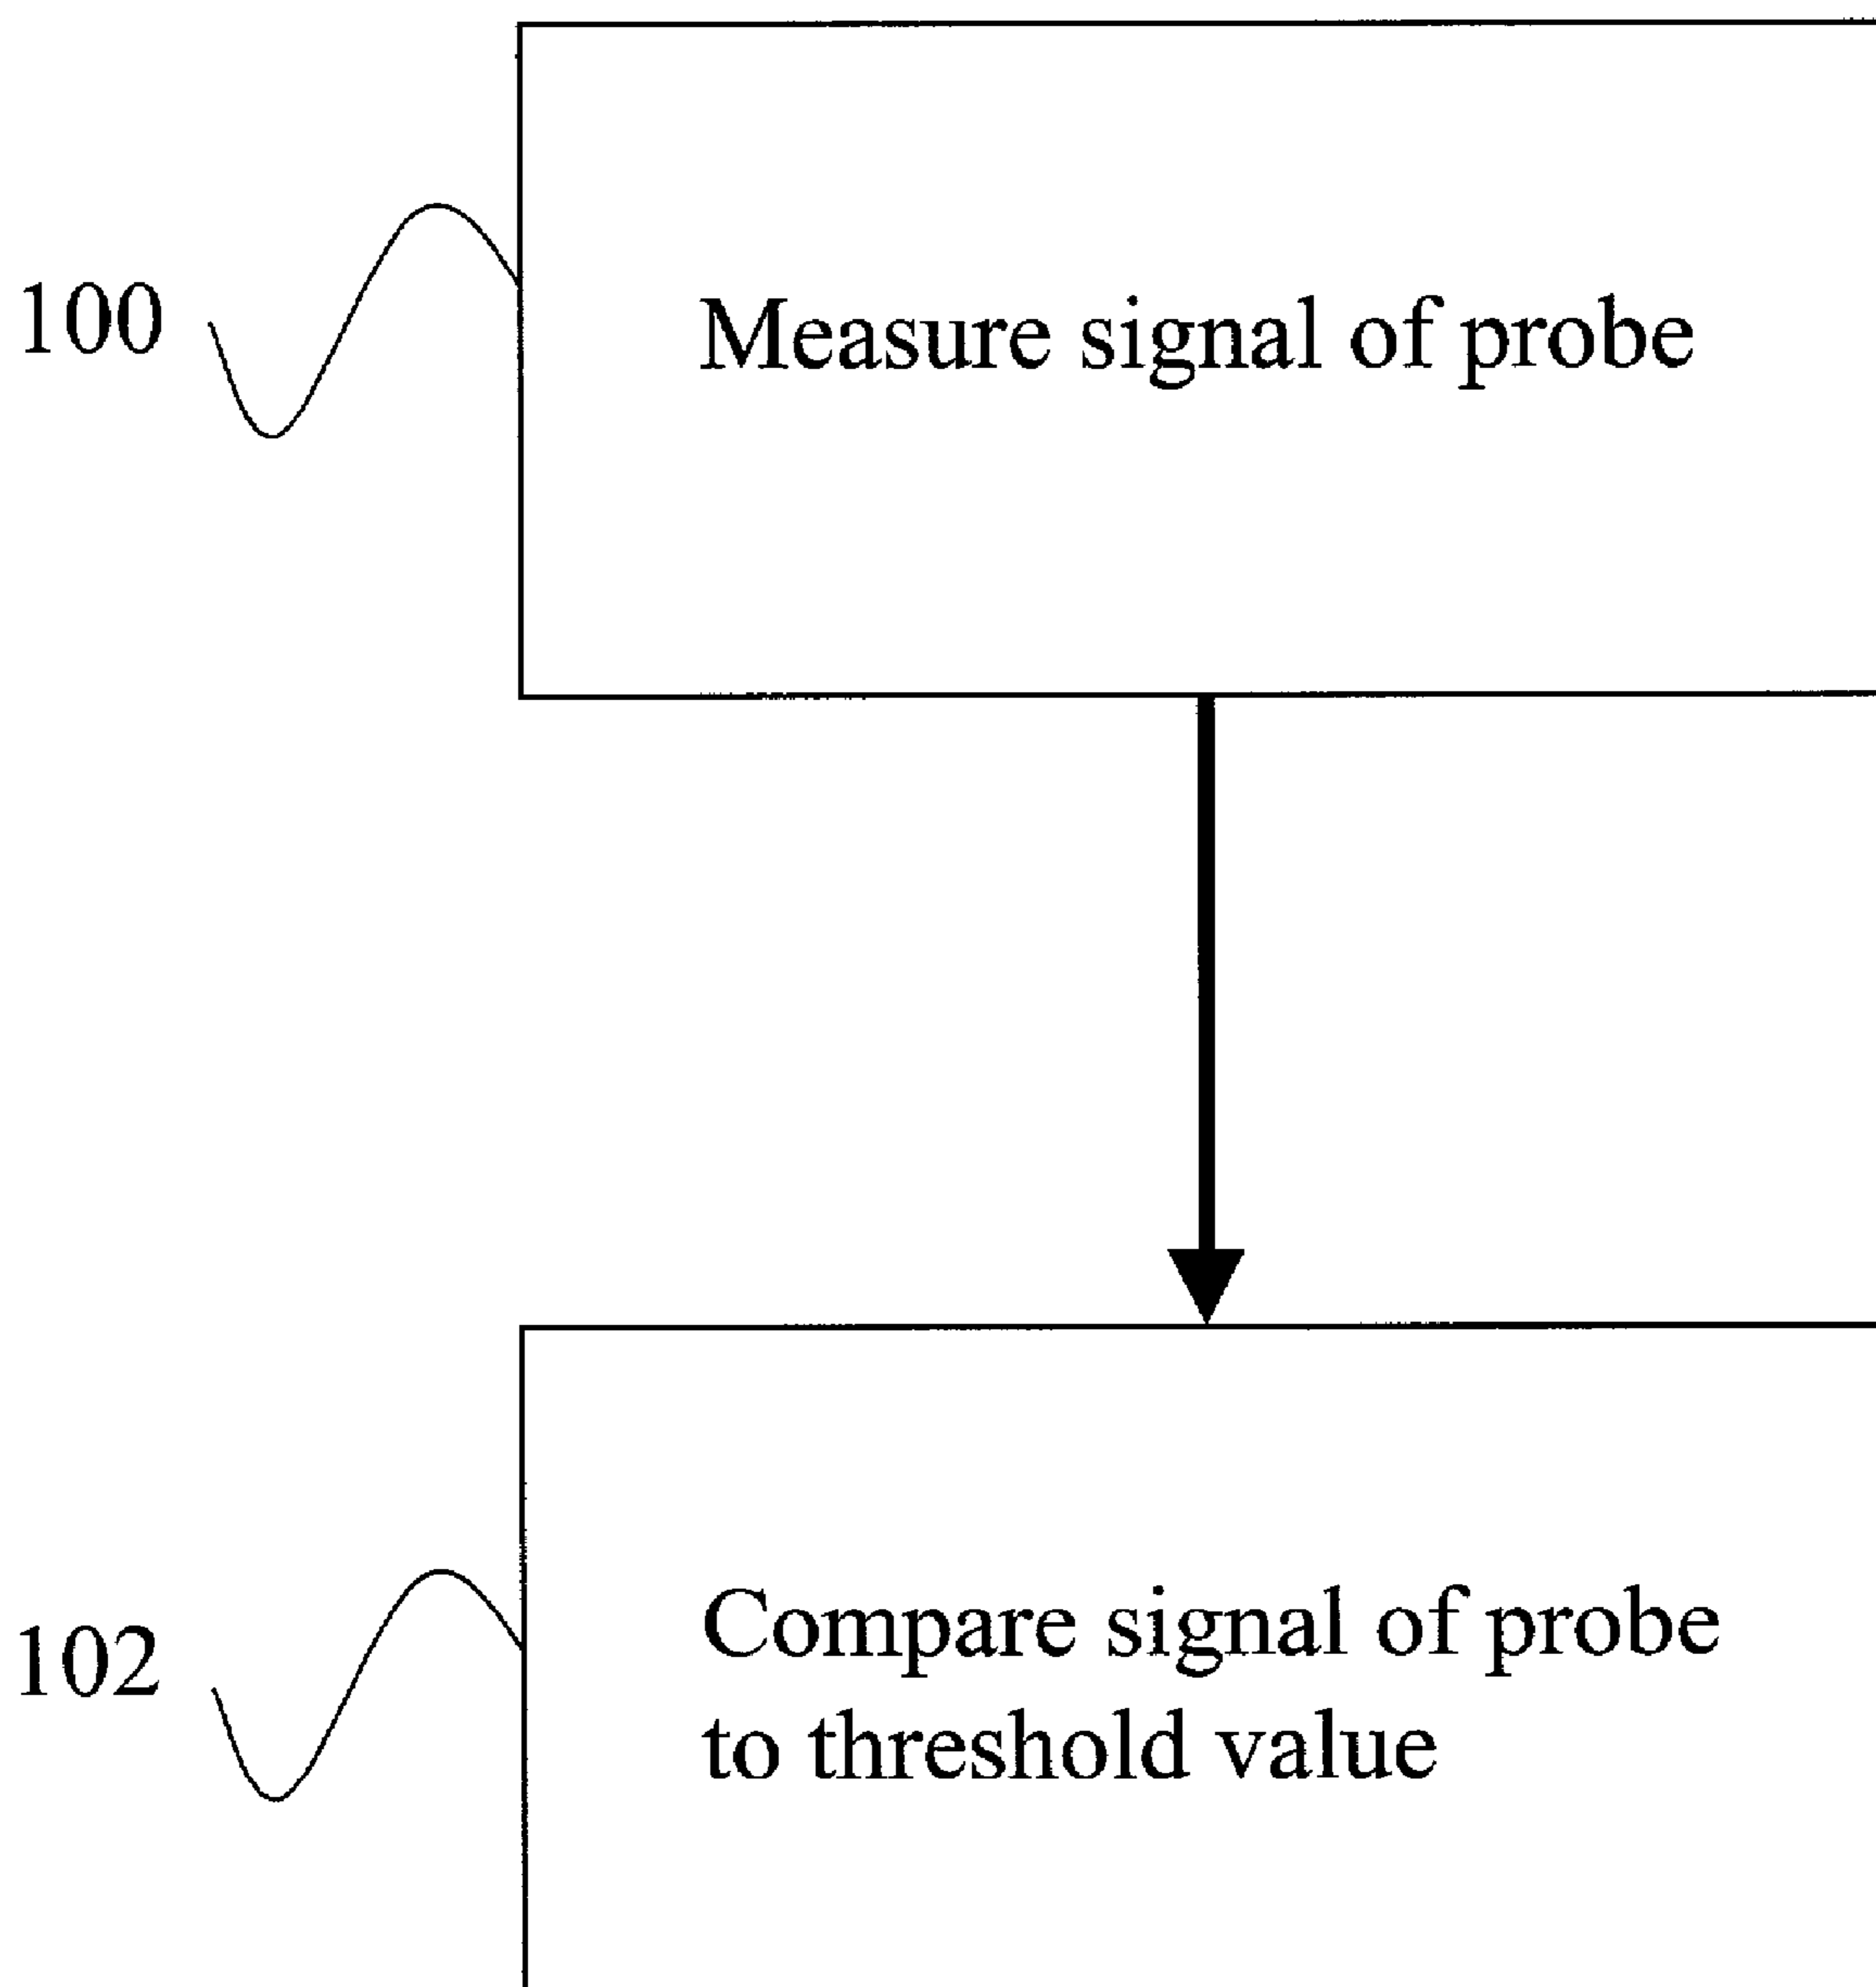 100
Measure signal of probe
102
Compare signal of probe
to threshold value